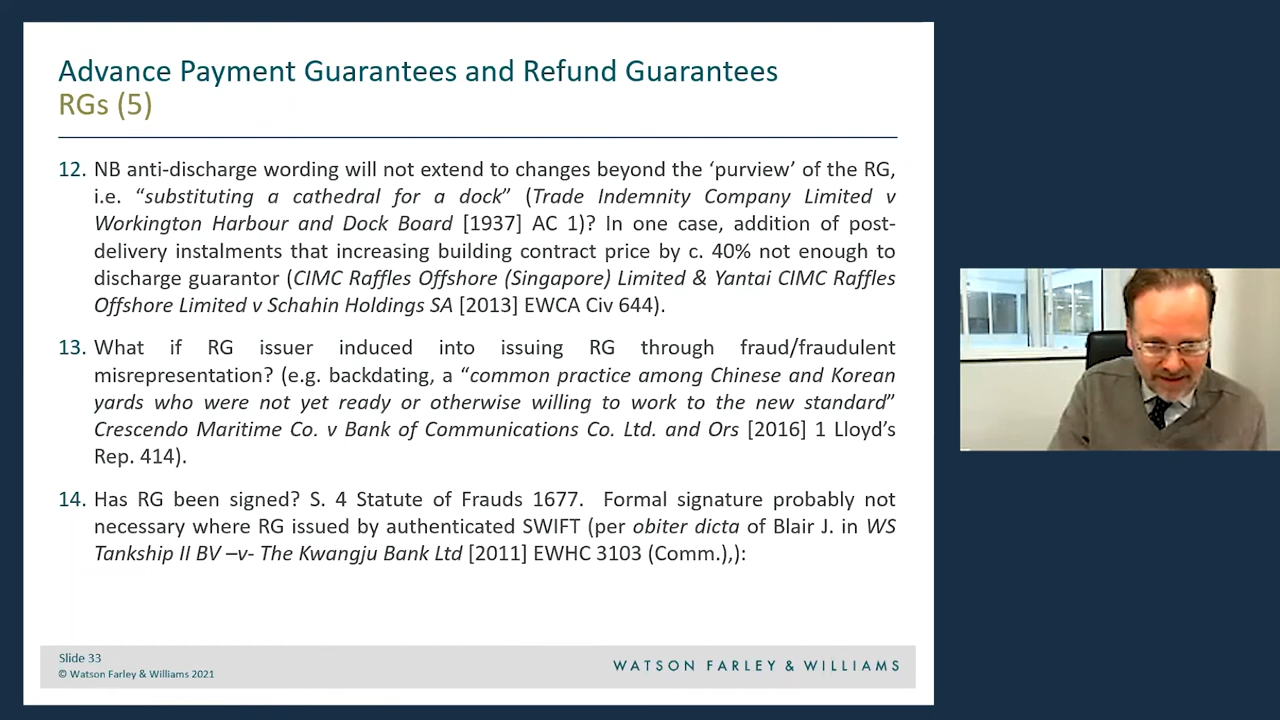 Advance Payment Guarantees and Refund Guarantees
RGs (5)
12. NB anti-discharge wording will not extend to changes beyond the ‘purview’ of the RG,
i.e. “substituting a cathedral for a dock” (Trade Indemnity Company Limited v
Workington Harbour and Dock Board [1937] AC 1)? In one case, addition of post-
delivery instalments that increasing building contract price by c. 40% not enough to
discharge guarantor (CIMC Raffles Offshore (Singapore) Limited & Yantai CIMC Raffles
Offshore Limited v Schahin Holdings SA [2013] EWCA Civ 644).
13. What if RG issuer induced into issuing RG through fraud/fraudulent
misrepresentation? (e.g. backdating, a “common practice among Chinese and Korean
yards who were not yet ready or otherwise willing to work to the new standard”
Crescendo Maritime Co. v Bank of Communications Co. Ltd. and Ors [2016] 1 Lloyd’s
Rep. 414).
14. Has RG been signed? S. 4 Statute of Frauds 1677. Formal signature probably not
necessary where RG issued by authenticated SWIFT (per obiter dicta of Blair J. in WS
Tankship II BV –v- The Kwangju Bank Ltd [2011] EWHC 3103 (Comm.),):
Slide 33
© Watson Farley & Williams 2021
WATSON FARLEY & WILLIAMS